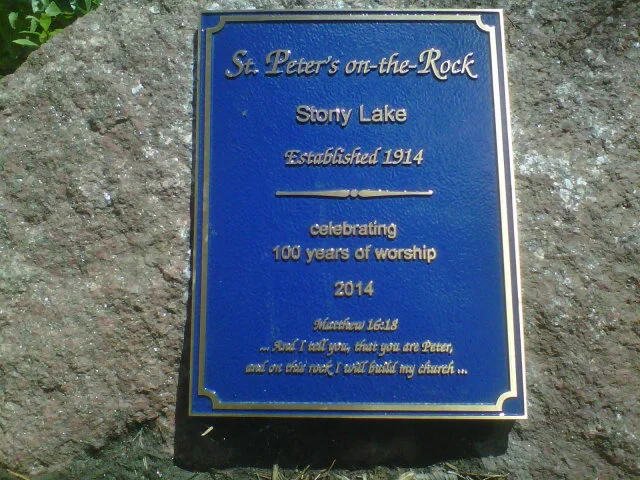 St. Peter's on-the-Rock
Stony Lake
Established 1914
celebrating
100 years of worship
2014
Matthew 16:18
... And I tell you, that you are Peter,
and on this rock I will build my church ...